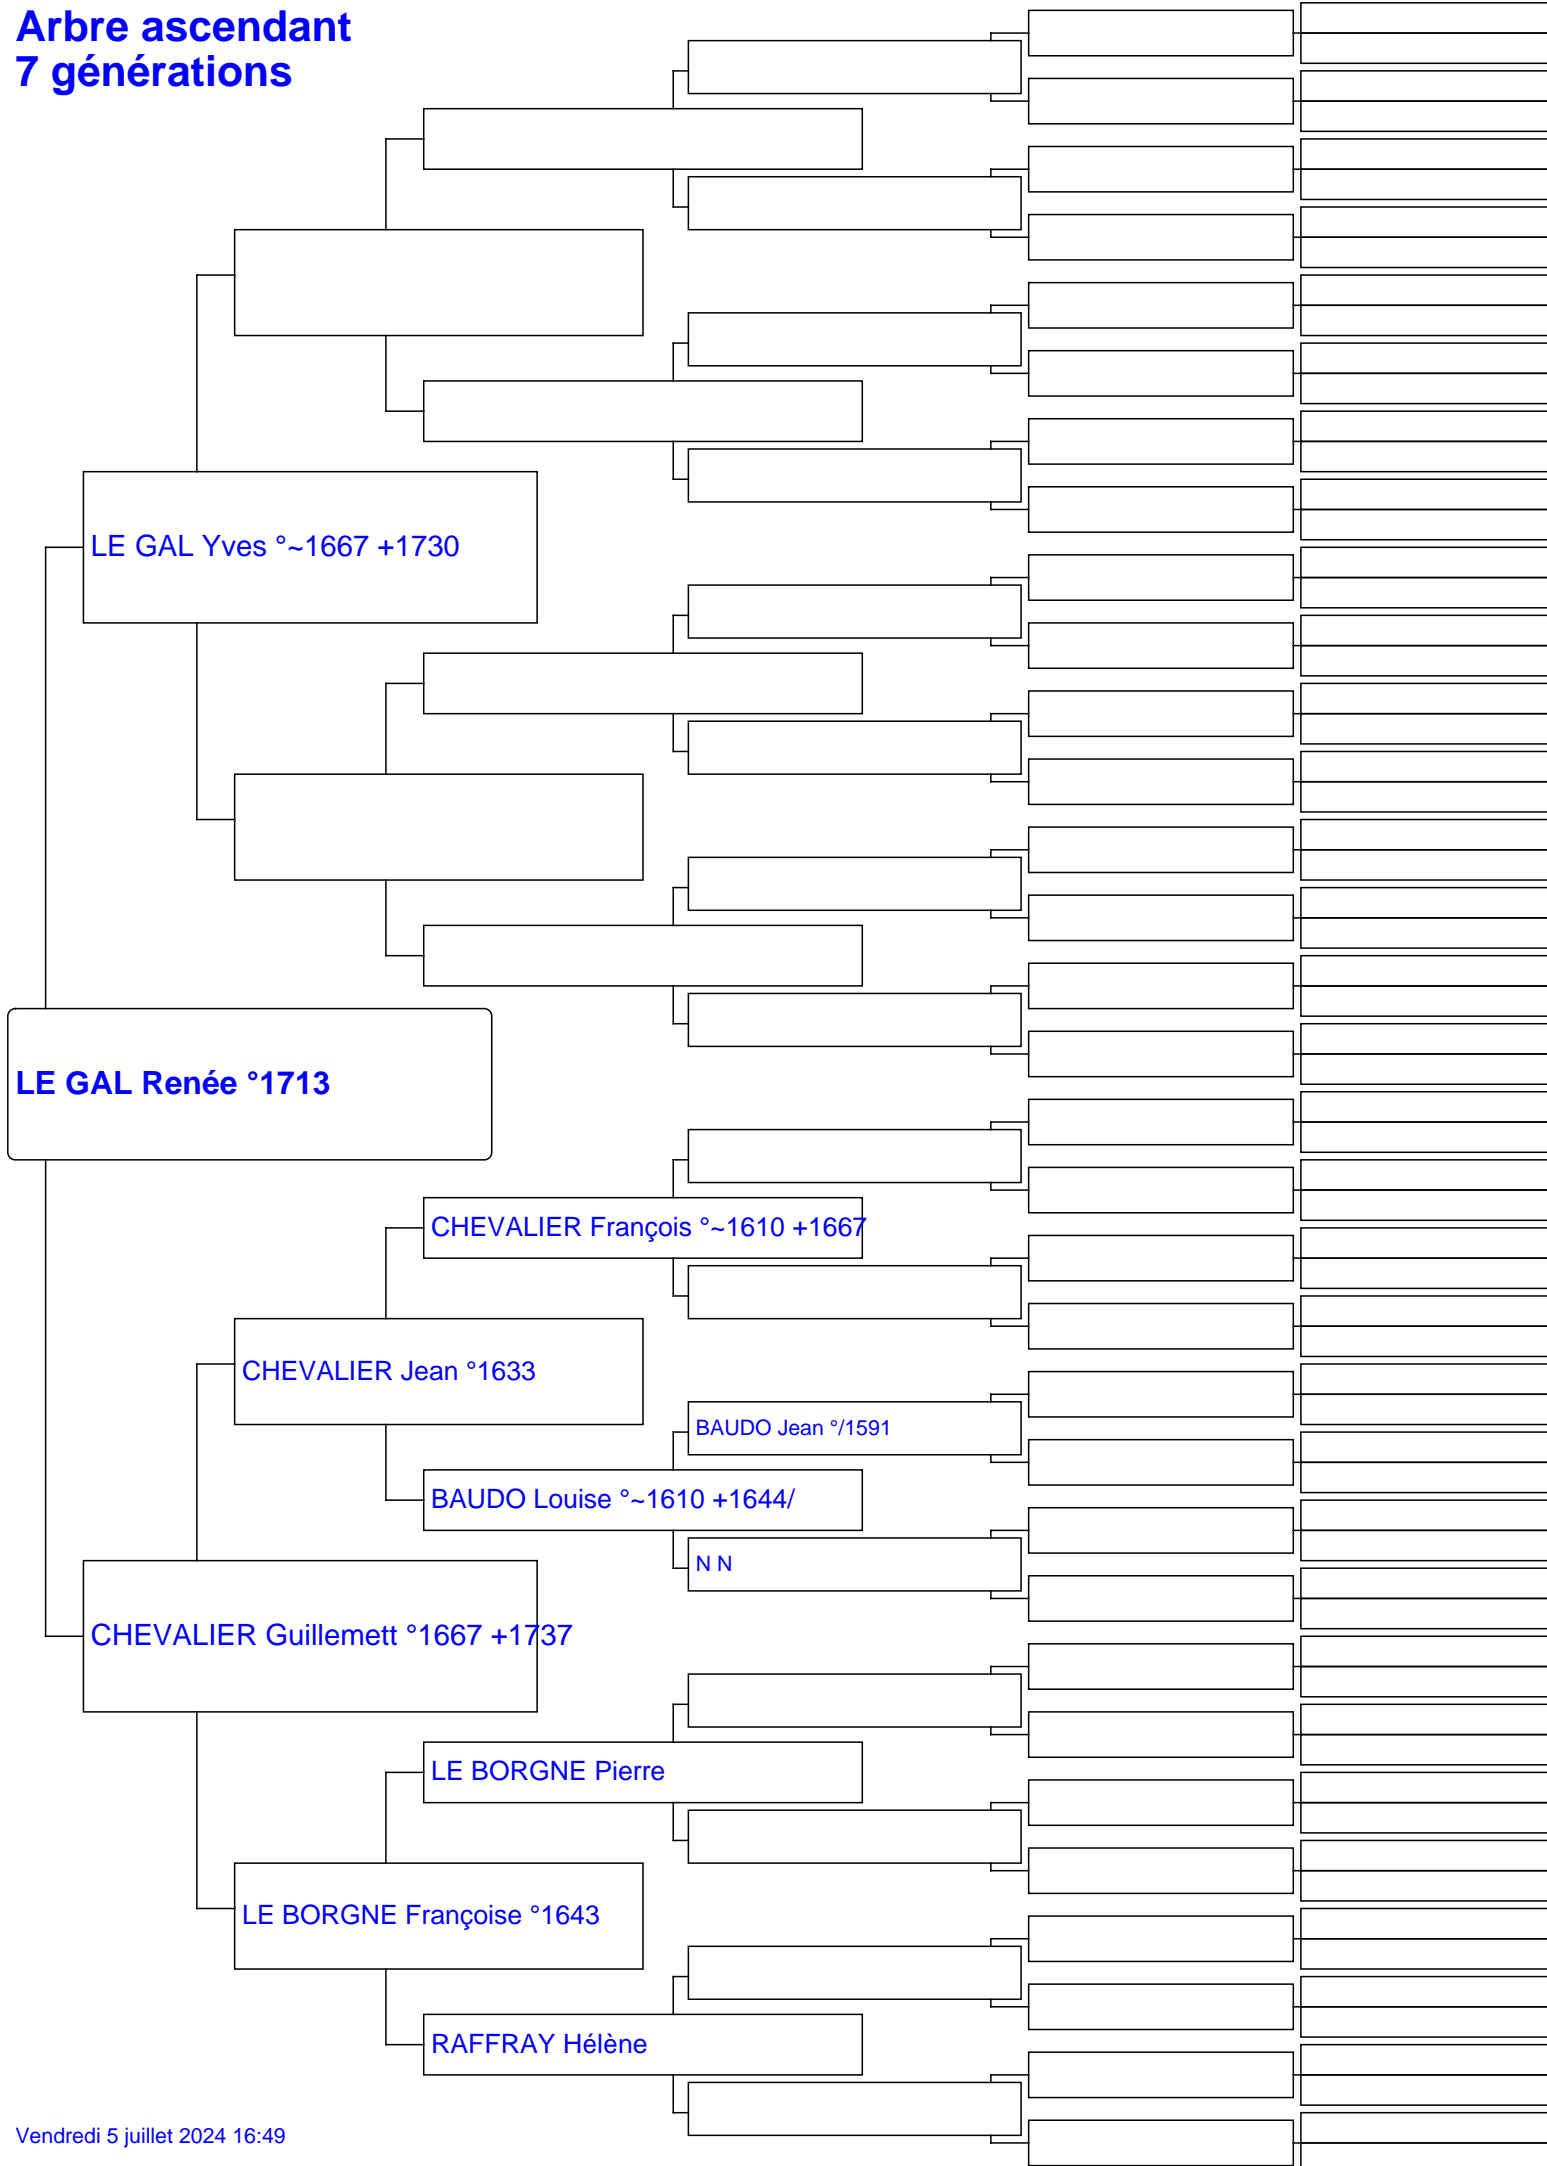 Arbre ascendant
7 générations
LE GAL Yves °~1667 +1730
LE GAL Renée °1713
CHEVALIER François °~1610 +1667
CHEVALIER Jean °1633
BAUDO Jean °/1591
BAUDO Louise °~1610 +1644/
N N
CHEVALIER Guillemett °1667 +1737
LE BORGNE Pierre
LE BORGNE Françoise °1643
RAFFRAY Hélène
Vendredi 5 juillet 2024 16:49